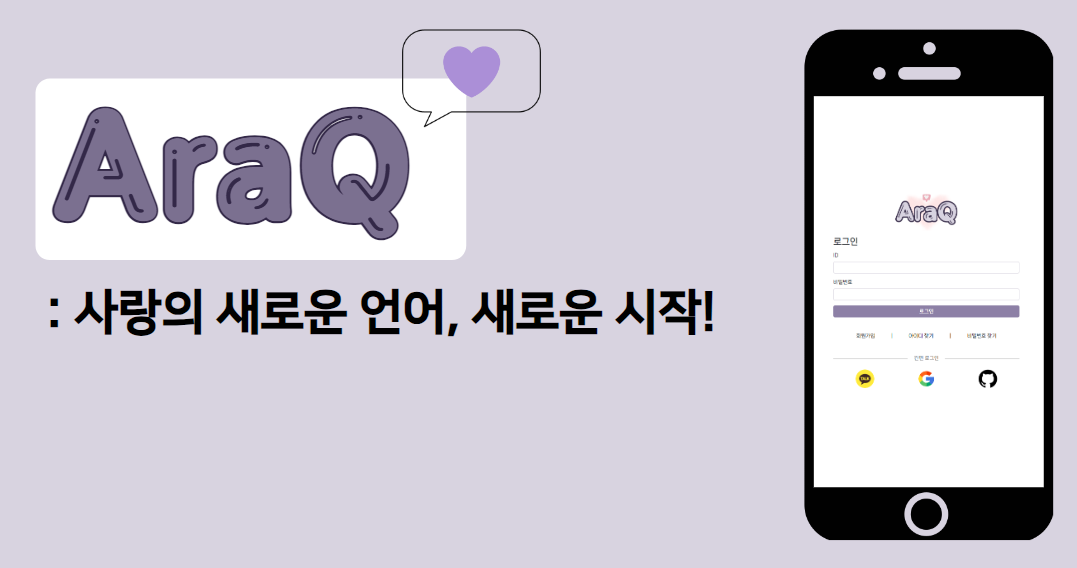 AraQ
: 사랑의 새로운 언어, 새로운 시작!
AraQ
로그인
ID
비밀번호
로그인
회원가입 | 아이디 찾기 | 비밀번호 찾기
간편 로그인
TALK